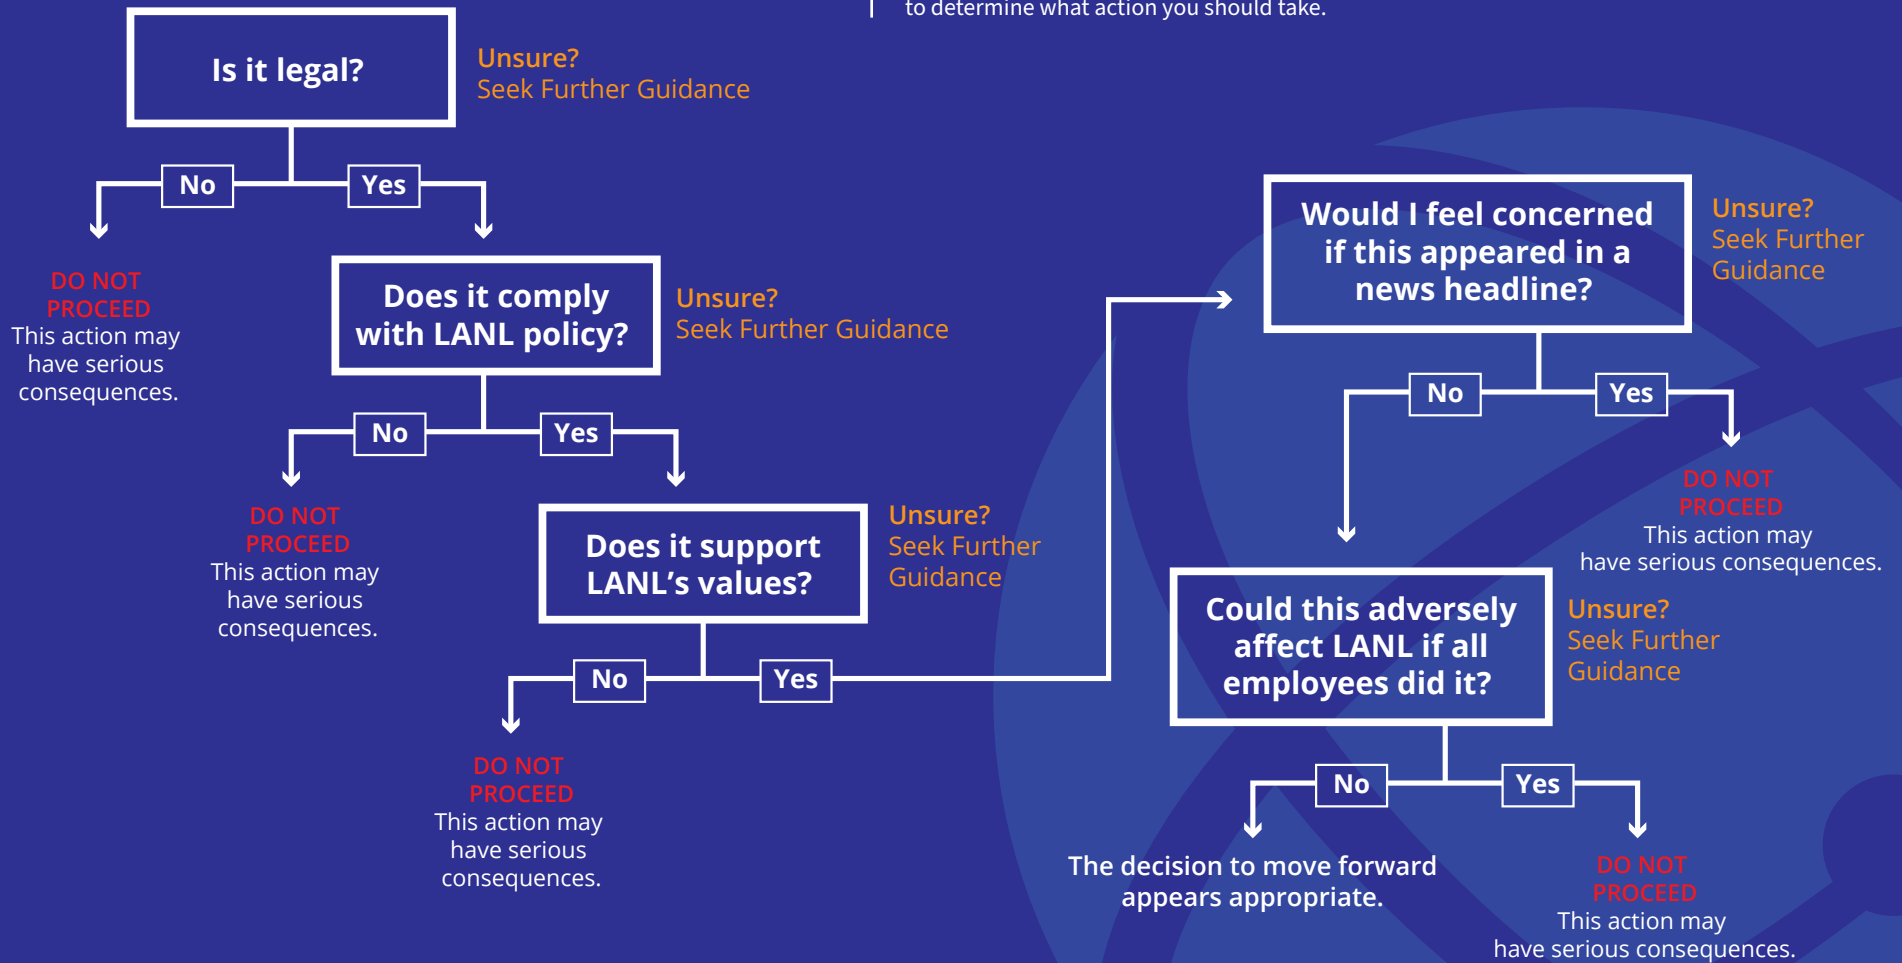 to determine what action you should take.
Is it legal?
Unsure?
Seek Further Guidance
No
Yes
DO NOT
PROCEED
This action may
have serious
consequences.
Does it comply
with LANL policy?
Unsure?
Seek Further Guidance
No
Yes
DO NOT
PROCEED
This action may
have serious
consequences.
Does it support
LANL’s values?
Unsure?
Seek Further
Guidance
No
Yes
DO NOT
PROCEED
This action may
have serious
consequences.
Would I feel concerned
if this appeared in a
news headline?
Unsure?
Seek Further
Guidance
No
Yes
DO NOT
PROCEED
This action may
have serious consequences.
Could this adversely
affect LANL if all
employees did it?
Unsure?
Seek Further
Guidance
No
Yes
The decision to move forward
appears appropriate.
DO NOT
PROCEED
This action may
have serious consequences.